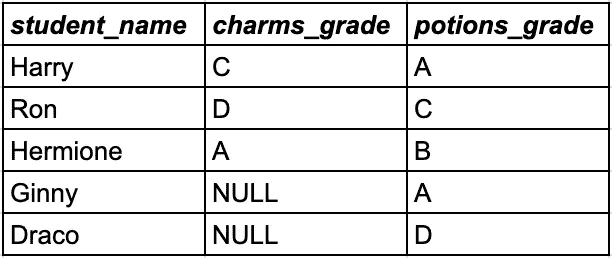 student_name charms_grade potions_grade
Harry C A
Ron D C
Hermione A B
Ginny NULL A
Draco NULL D